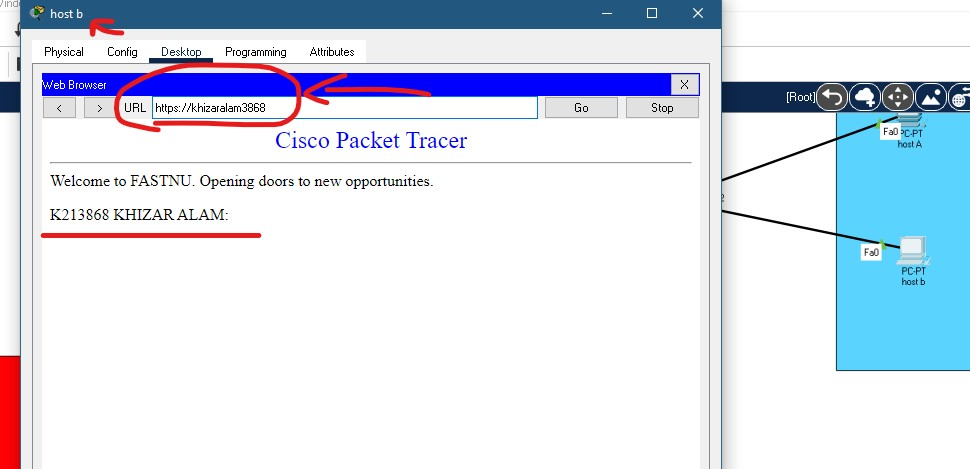 host b
Physical Config Desktop Programming Attributes
Web Browser X
< > URL https://khizaralam3868 Go Stop
Cisco Packet Tracer
Welcome to FASTNU. Opening doors to new opportunities.
K213868 KHIZAR ALAM:
[Root]
Fa0
PC-PT
host A
Fa0
PC-PT
host b